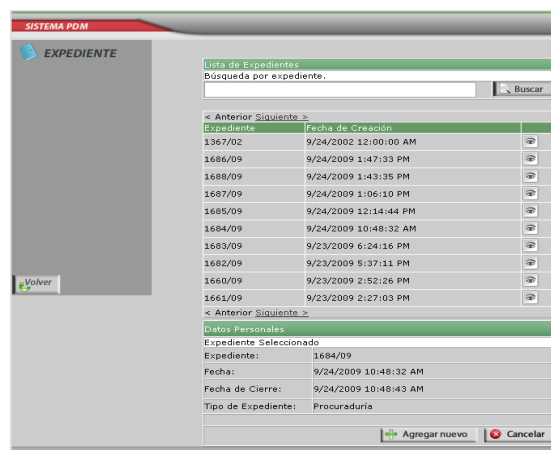 SISTEMA PDM
EXPEDIENTE
Lista de Expedientes
Búsqueda por expediente.
Buscar
< Anterior Siguiente >
Expediente Fecha de Creación
1367/02 9/24/2002 12:00:00 AM
1686/09 9/24/2009 1:47:33 PM
1688/09 9/24/2009 1:43:35 PM
1687/09 9/24/2009 1:06:10 PM
1685/09 9/24/2009 12:14:44 PM
1684/09 9/24/2009 10:48:32 AM
1683/09 9/23/2009 6:24:16 PM
1682/09 9/23/2009 5:37:11 PM
1660/09 9/23/2009 2:52:26 PM
1661/09 9/23/2009 2:27:03 PM
< Anterior Siguiente >
Volver
Datos Personales
Expediente Seleccionado
Expediente: 1684/09
Fecha: 9/24/2009 10:48:32 AM
Fecha de Cierre: 9/24/2009 10:48:43 AM
Tipo de Expediente: Procuraduría
Agregar nuevo Cancelar